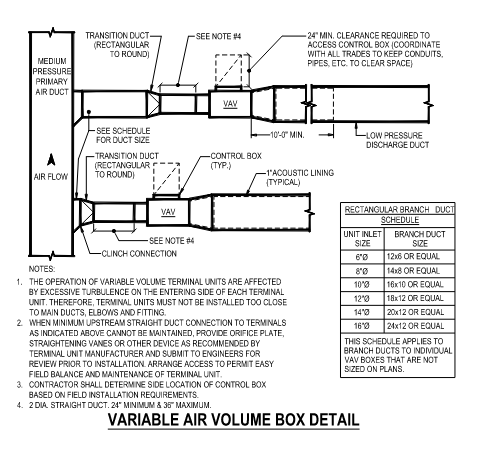 TRANSITION DUCT
(RECTANGULAR
TO ROUND)
SEE NOTE #4
24" MIN. CLEARANCE REQUIRED TO
ACCESS CONTROL BOX (COORDINATE
WITH ALL TRADES TO KEEP CONDUITS,
PIPES, ETC. TO CLEAR SPACE)
MEDIUM
PRESSURE
PRIMARY
AIR DUCT
VAV
10'-0" MIN.
SEE SCHEDULE
FOR DUCT SIZE
LOW PRESSURE
DISCHARGE DUCT
TRANSITION DUCT
(RECTANGULAR
TO ROUND)
CONTROL BOX
(TYP.)
1"ACOUSTIC LINING
(TYPICAL)
AIR FLOW
VAV
SEE NOTE #4
CLINCH CONNECTION
RECTANGULAR BRANCH DUCT
SCHEDULE
UNIT INLET SIZE BRANCH DUCT SIZE
6"Ø 12x6 OR EQUAL
8"Ø 14x8 OR EQUAL
10"Ø 16x10 OR EQUAL
12"Ø 18x12 OR EQUAL
14"Ø 20x12 OR EQUAL
16"Ø 24x12 OR EQUAL
THIS SCHEDULE APPLIES TO
BRANCH DUCTS TO INDIVIDUAL
VAV BOXES THAT ARE NOT
SIZED ON PLANS.
NOTES:
1. THE OPERATION OF VARIABLE VOLUME TERMINAL UNITS ARE AFFECTED
BY EXCESSIVE TURBULENCE ON THE ENTERING SIDE OF EACH TERMINAL
UNIT. THEREFORE, TERMINAL UNITS MUST NOT BE INSTALLED TOO CLOSE
TO MAIN DUCTS, ELBOWS AND FITTING.
2. WHEN MINIMUM UPSTREAM STRAIGHT DUCT CONNECTION TO TERMINALS
AS INDICATED ABOVE CANNOT BE MAINTAINED, PROVIDE ORIFICE PLATE,
STRAIGHTENING VANES OR OTHER DEVICE AS RECOMMENDED BY
TERMINAL UNIT MANUFACTURER AND SUBMIT TO ENGINEERS FOR
REVIEW PRIOR TO INSTALLATION. ARRANGE ACCESS TO PERMIT EASY
FIELD BALANCE AND MAINTENANCE OF TERMINAL UNIT.
3. CONTRACTOR SHALL DETERMINE SIDE LOCATION OF CONTROL BOX
BASED ON FIELD INSTALLATION REQUIREMENTS.
4. 2 DIA. STRAIGHT DUCT. 24" MINIMUM & 36" MAXIMUM.
VARIABLE AIR VOLUME BOX DETAIL